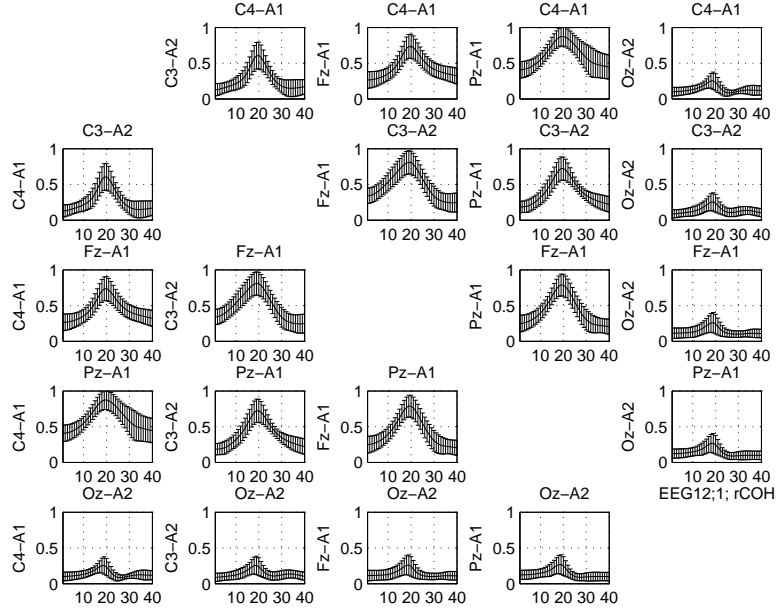 C4−A1 C4−A1 C4−A1 C4−A1
C3−A2 Fz−A1 Pz−A1 Oz−A2
1 1 1 1
0.5 0.5 0.5 0.5
0 0 0 0
10 20 30 40 10 20 30 40 10 20 30 40 10 20 30 40
C3−A2 C3−A2 C3−A2 C3−A2
C4−A1 Fz−A1 Pz−A1 Oz−A2
1 1 1 1
0.5 0.5 0.5 0.5
0 0 0 0
10 20 30 40 10 20 30 40 10 20 30 40 10 20 30 40
Fz−A1 Fz−A1 Fz−A1 Fz−A1
C4−A1 C3−A2 Pz−A1 Oz−A2
1 1 1 1
0.5 0.5 0.5 0.5
0 0 0 0
10 20 30 40 10 20 30 40 10 20 30 40 10 20 30 40
Pz−A1 Pz−A1 Pz−A1 Pz−A1
C4−A1 C3−A2 Fz−A1 Oz−A2
1 1 1 1
0.5 0.5 0.5 0.5
0 0 0 0
10 20 30 40 10 20 30 40 10 20 30 40 10 20 30 40
Oz−A2 Oz−A2 Oz−A2 Oz−A2 EEG12;1; rCOH
C4−A1 C3−A2 Fz−A1 Pz−A1
1 1 1 1
0.5 0.5 0.5 0.5
0 0 0 0
10 20 30 40 10 20 30 40 10 20 30 40 10 20 30 40